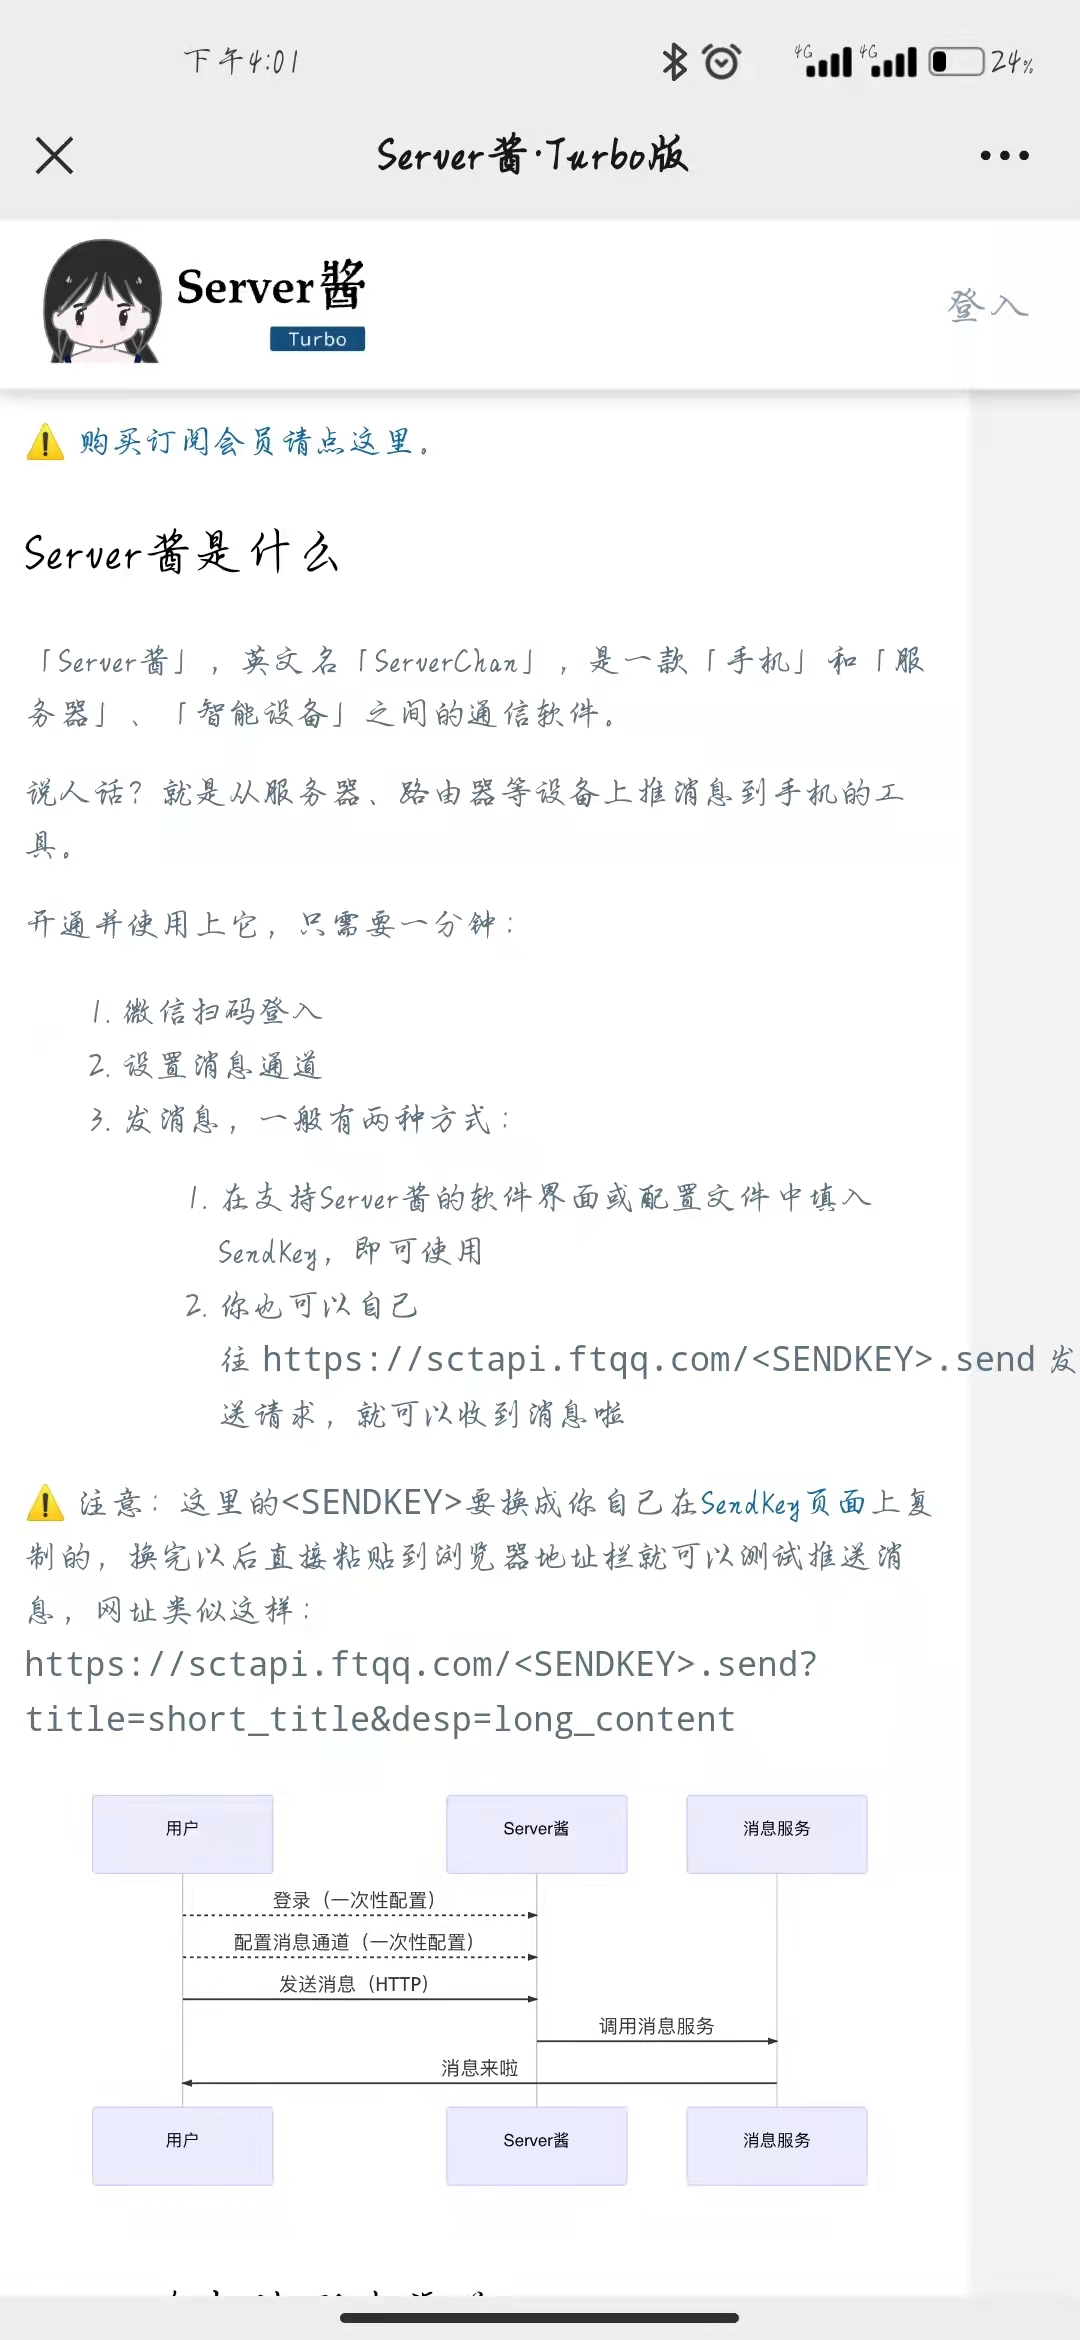 下午4:01
4G 4G 24%
Server酱·Turbo版
Server酱
Turbo
登入
购买订阅会员请点这里。
Server酱是什么
「Server酱」，英文名「ServerChan」，是一款「手机」和「服
务器」、「智能设备」之间的通信软件。
说人话？就是从服务器、路由器等设备上推消息到手机的工
具。
开通并使用上它，只需要一分钟：
1. 微信扫码登入
2. 设置消息通道
3. 发消息，一般有两种方式：
1. 在支持Server酱的软件界面或配置文件中填入
SendKey，即可使用
2. 你也可以自己
往 https://sctapi.ftqq.com/<SENDKEY>.send 发
送请求，就可以收到消息啦
注意：这里的<SENDKEY>要换成你自己在SendKey页面上复
制的，换完以后直接粘贴到浏览器地址栏就可以测试推送消
息，网址类似这样：
https://sctapi.ftqq.com/<SENDKEY>.send?
title=short_title&desp=long_content
用户 Server酱 消息服务
登录（一次性配置）
配置消息通道（一次性配置）
发送消息（HTTP）
调用消息服务
消息来啦
用户 Server酱 消息服务